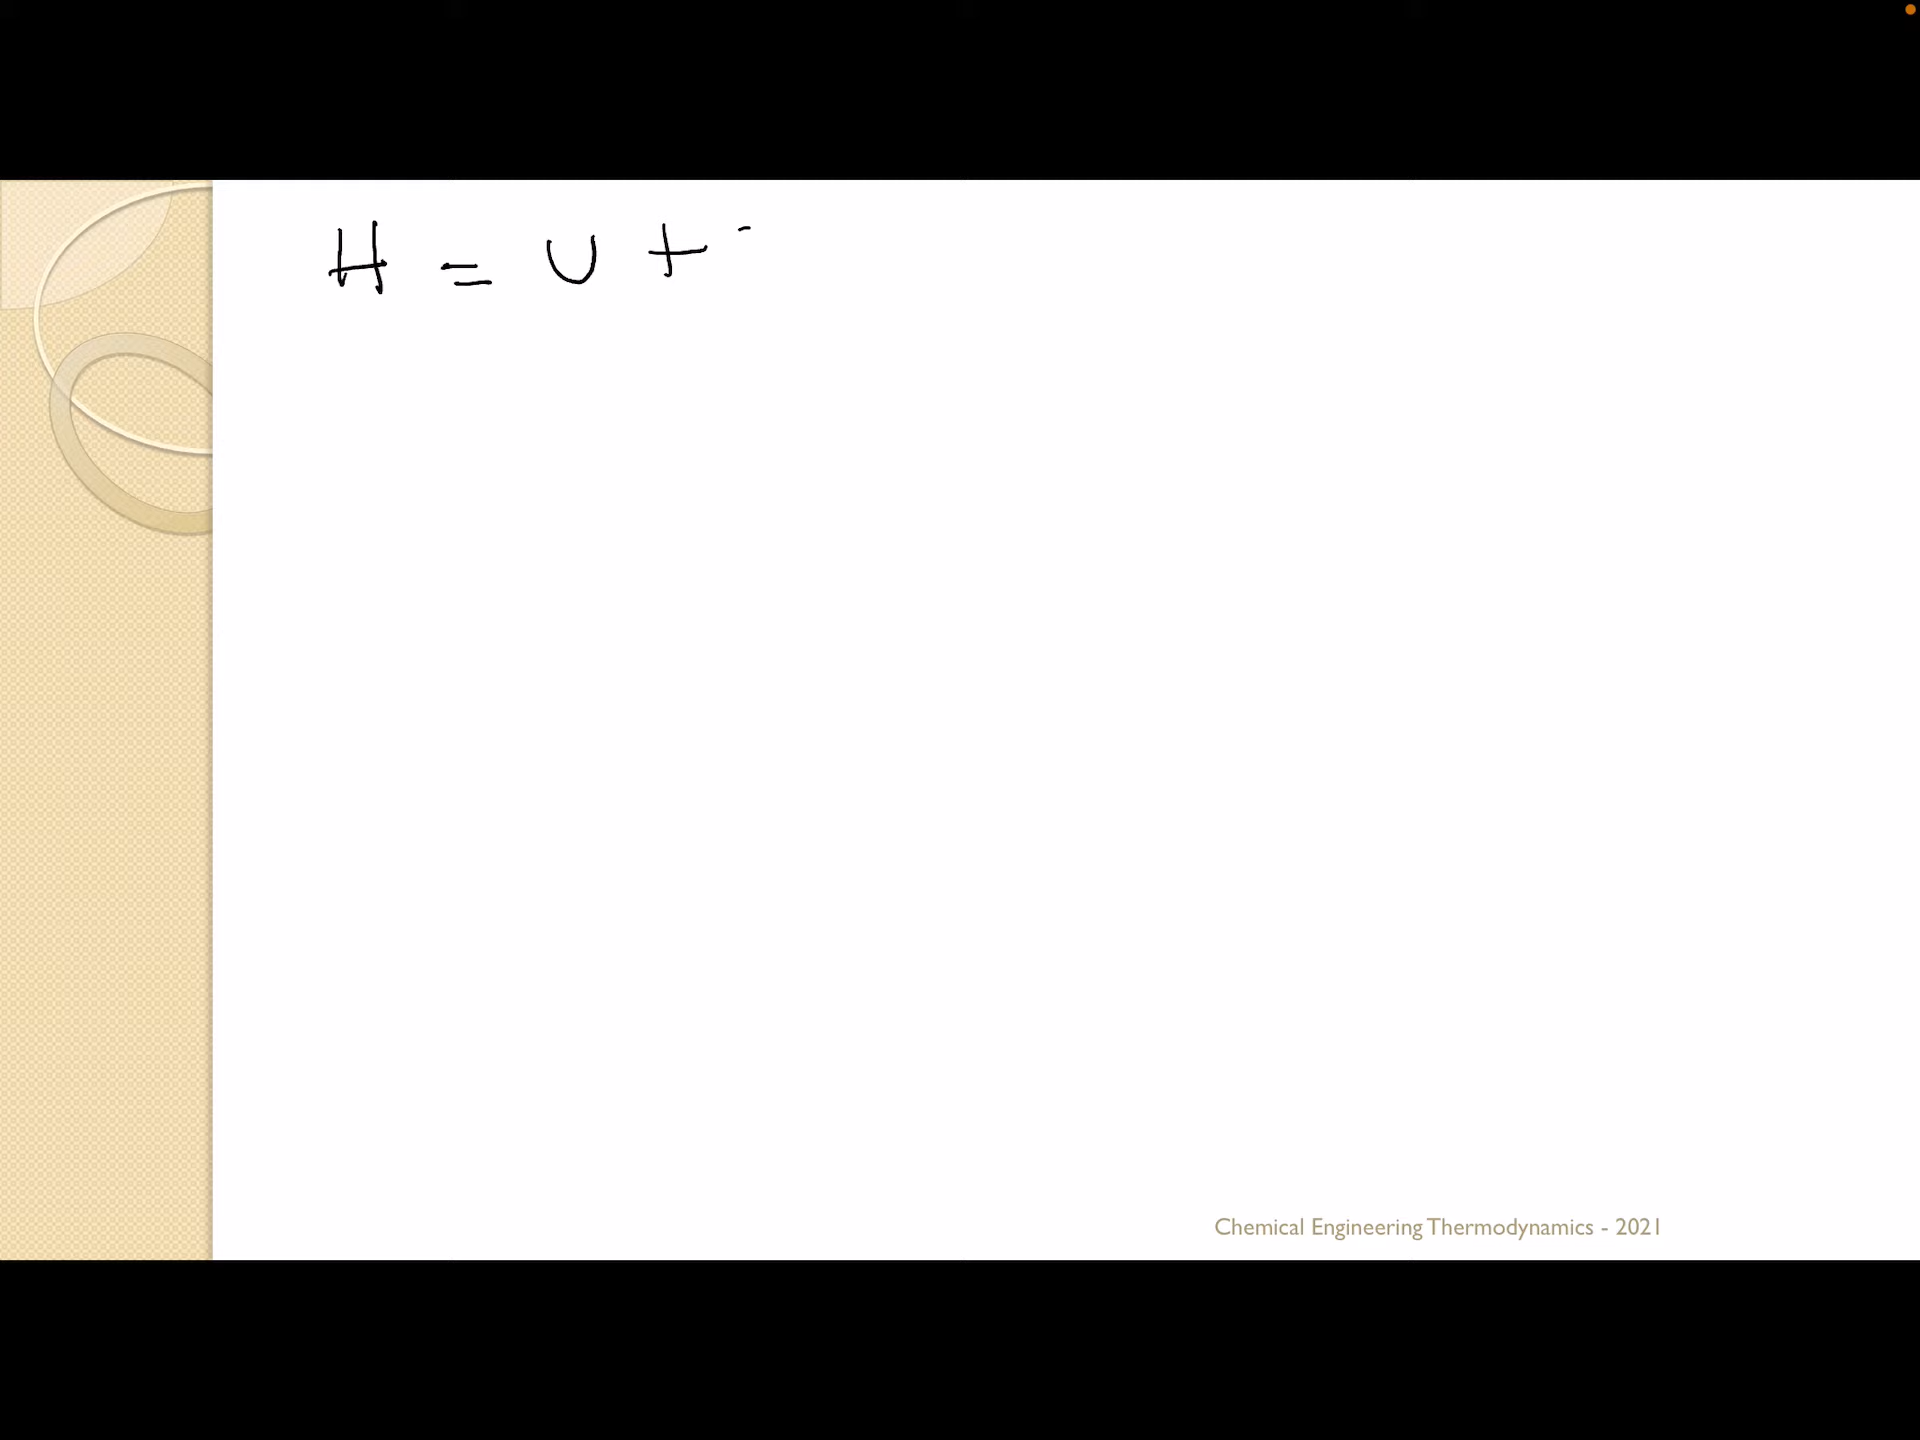 H = U +
Chemical Engineering Thermodynamics - 2021